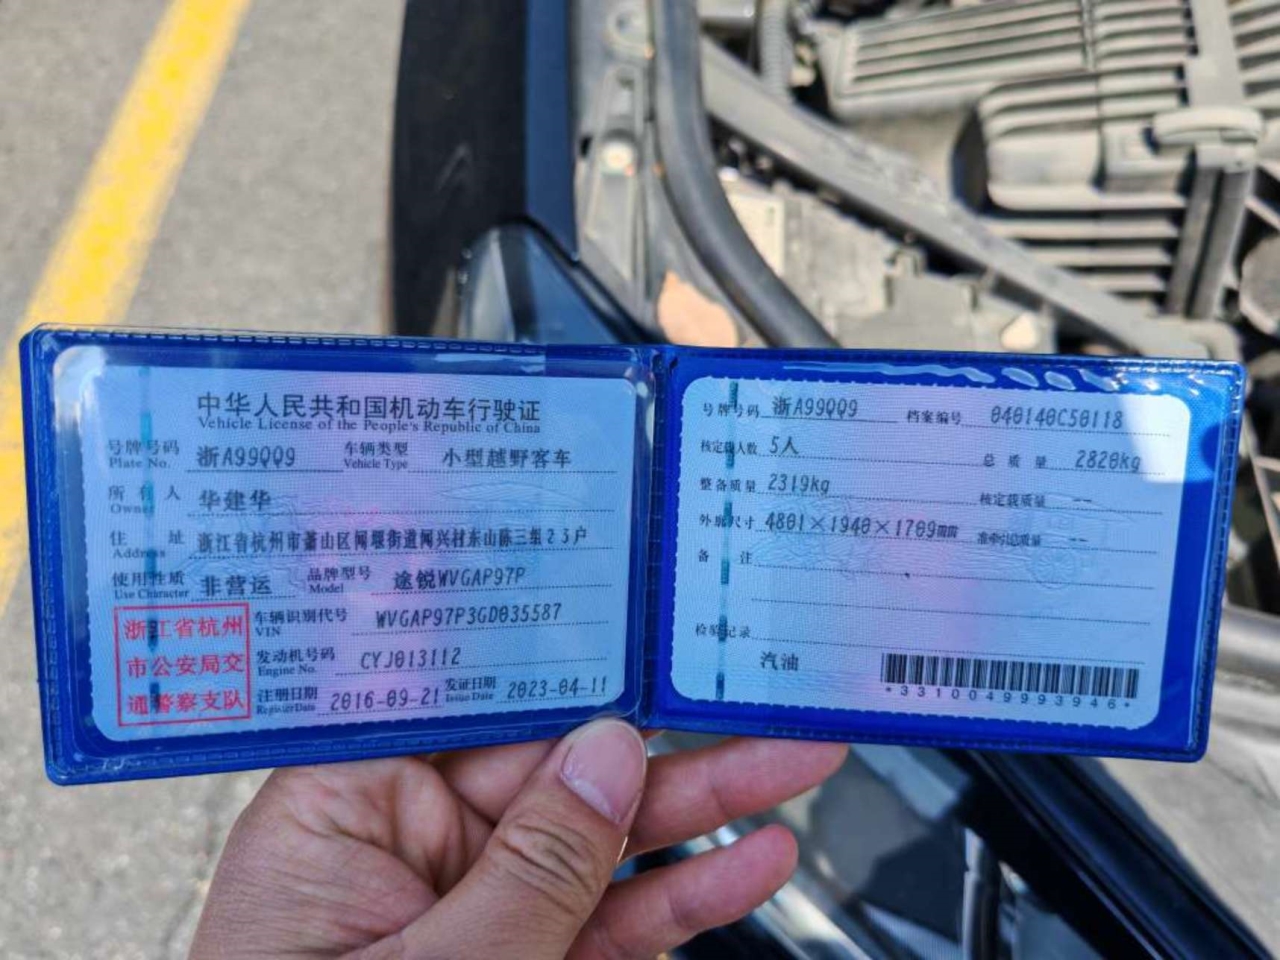 中华人民共和国机动车行驶证
Vehicle License of the People's Republic of China
号牌号码 浙A99QQ9 车辆类型 小型越野客车
Plate No. Vehicle Type
所有人 华建华
Owner
住址 浙江省杭州市萧山区闻堰街道闻兴村东山陈三组23户
Address
使用性质 非营运 品牌型号 途锐WVGAP97P
Use Character Model
浙江省杭州
市公安局交
通警察支队
车辆识别代号 WVGAP97P3GD035587
VIN
发动机号码 CYJ013112
Engine No.
注册日期 2016-09-21 发证日期 2023-04-11
Register Date Issue Date
号牌号码 浙A99QQ9 档案编号 040140C50118
核定载人数 5人 总质量 2820kg
整备质量 2319kg 核定载质量 --
外廓尺寸 4801×1940×1709mm 准牵引总质量 --
备注
检验记录
汽油
*3310049993946*